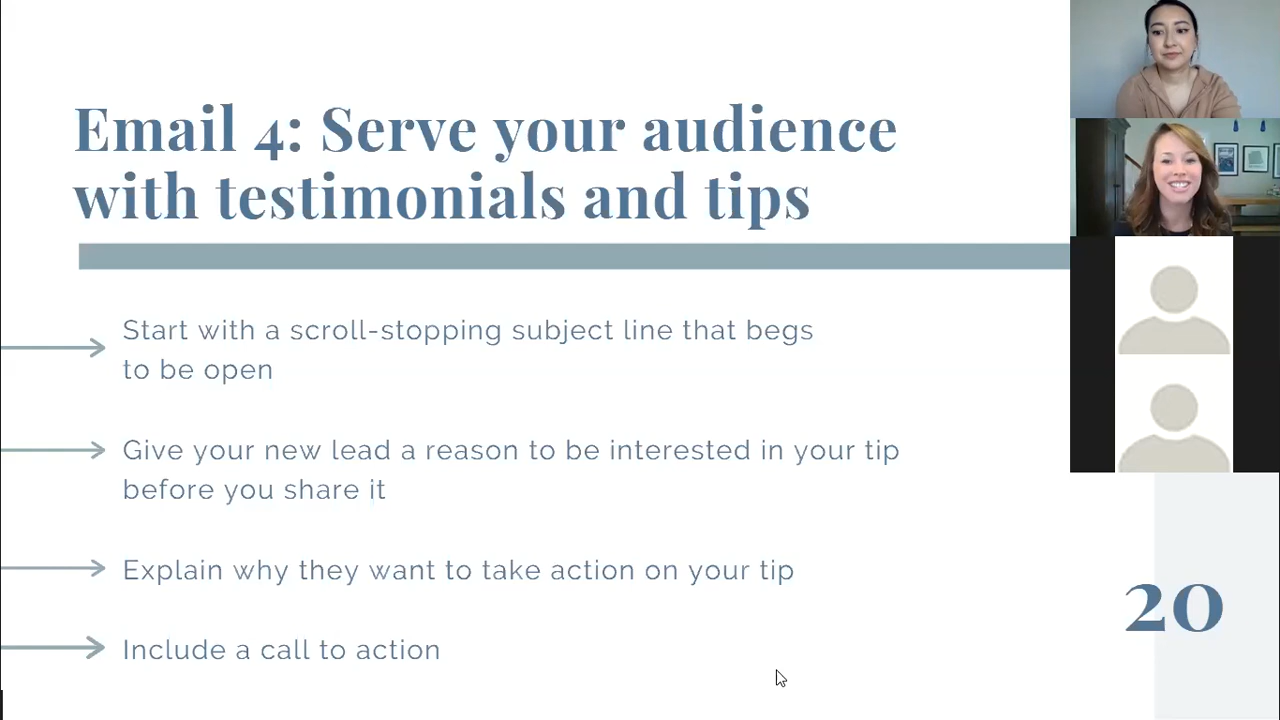 Email 4: Serve your audience
with testimonials and tips
Start with a scroll-stopping subject line that begs
to be open
Give your new lead a reason to be interested in your tip
before you share it
Explain why they want to take action on your tip
Include a call to action
20